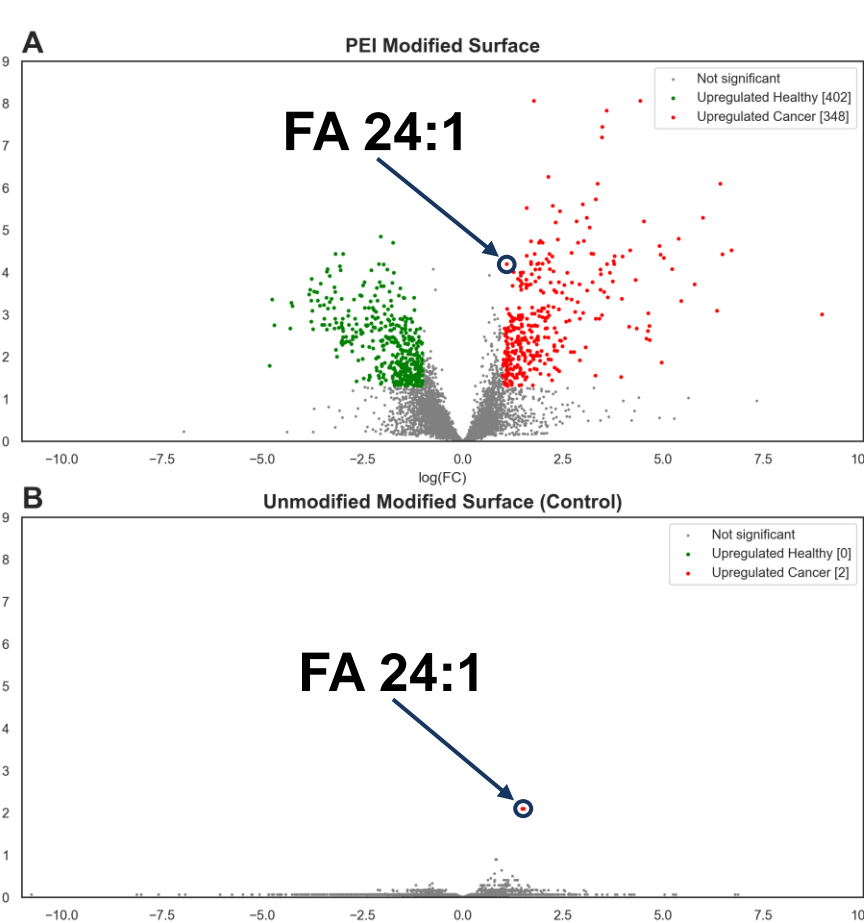 A
PEI Modified Surface
9
8
7
6
5
4
3
2
1
0
Not significant
Upregulated Healthy [402]
Upregulated Cancer [348]
FA 24:1
−10.0 −7.5 −5.0 −2.5 0.0 2.5 5.0 7.5 10
log(FC)
B
Unmodified Modified Surface (Control)
9
8
7
6
5
4
3
2
1
0
Not significant
Upregulated Healthy [0]
Upregulated Cancer [2]
FA 24:1
−10.0 −7.5 −5.0 −2.5 0.0 2.5 5.0 7.5 10